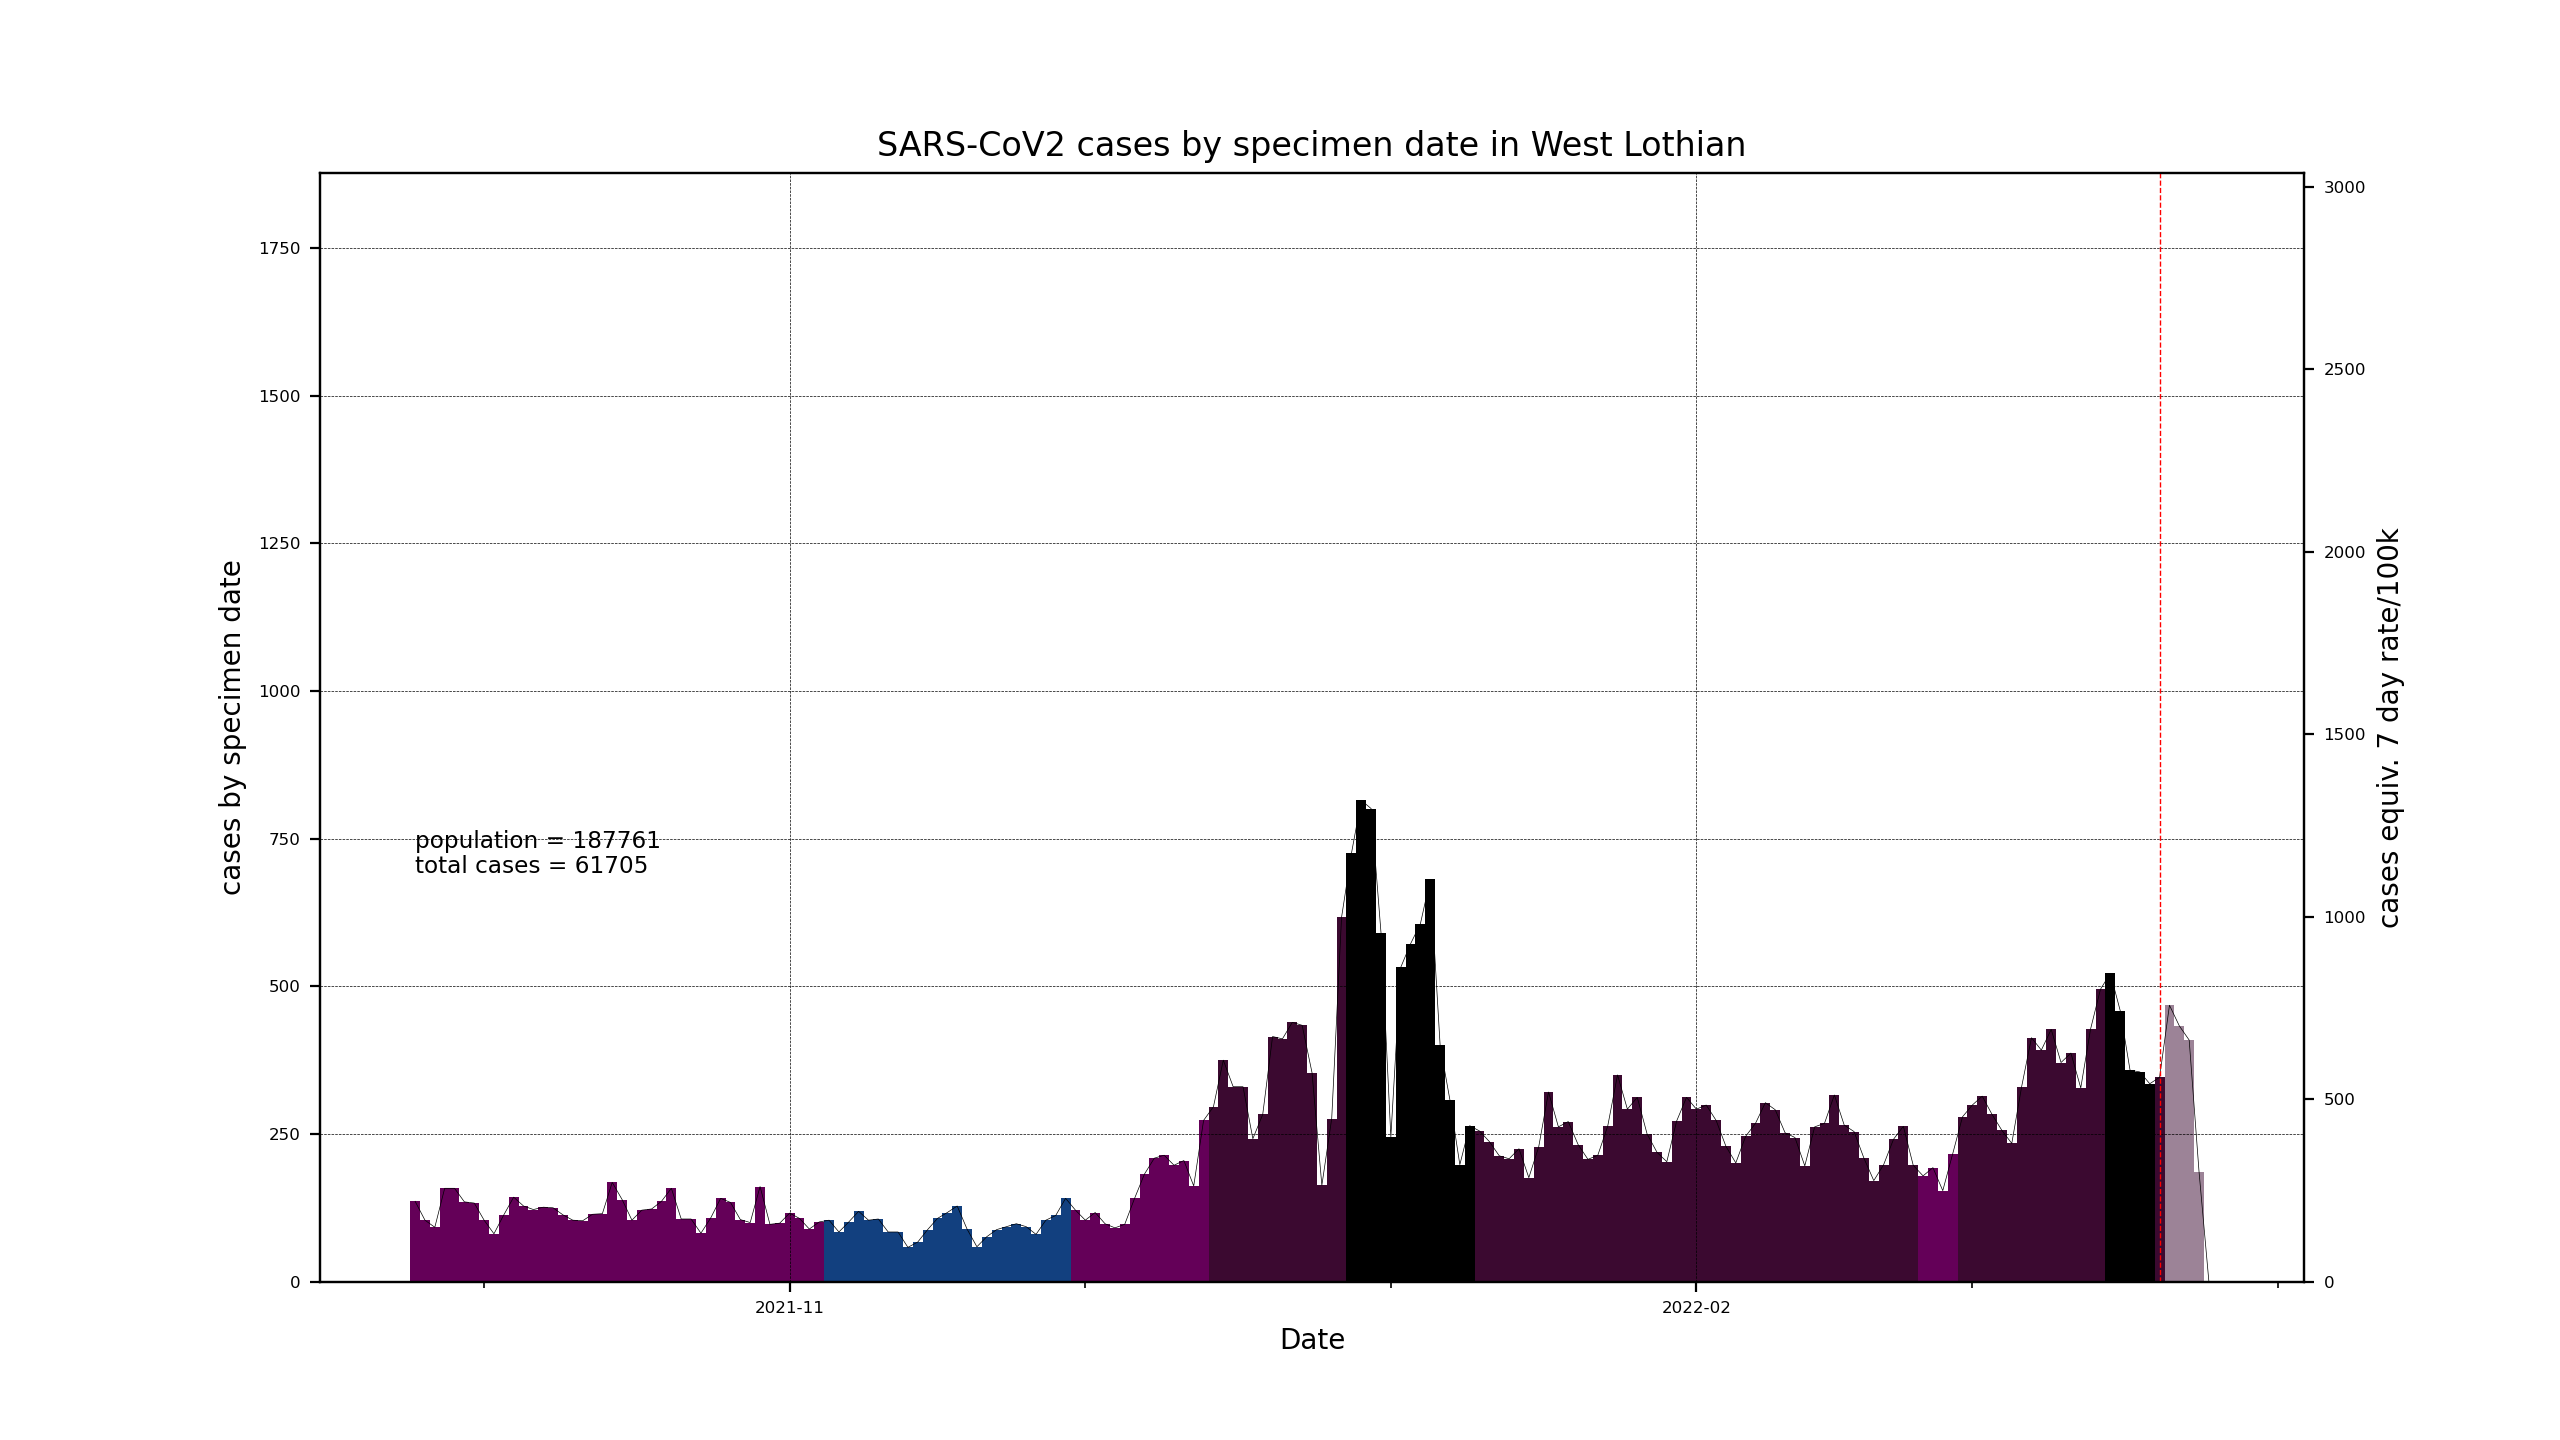 SARS-CoV2 cases by specimen date in West Lothian
cases by specimen date
1750
1500
1250
1000
750
500
250
0
population = 187761
total cases = 61705
3000
2500
2000
1500
1000
500
0
cases equiv. 7 day rate/100k
2021-11
2022-02
Date